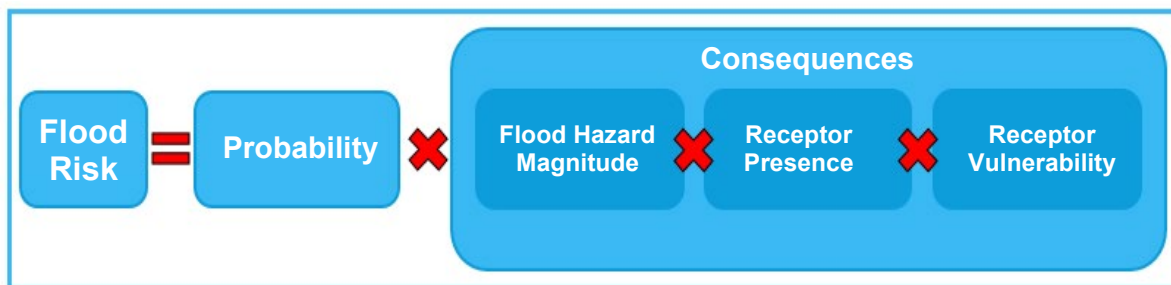 Consequences
Flood
Risk
Probability
Flood Hazard
Magnitude
Receptor
Presence
Receptor
Vulnerability